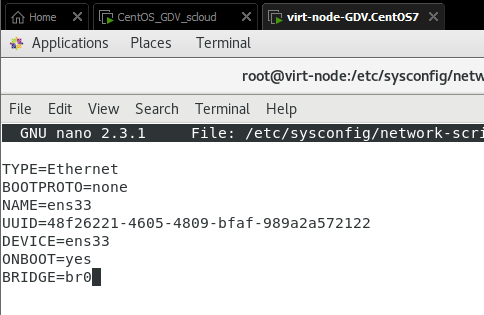 Home CentOS_GDV_scloud virt-node-GDV.CentOS7
Applications Places Terminal
root@virt-node:/etc/sysconfig/netw
File Edit View Search Terminal Help
GNU nano 2.3.1 File: /etc/sysconfig/network-scri
TYPE=Ethernet
BOOTPROTO=none
NAME=ens33
UUID=48f26221-4605-4809-bfaf-989a2a572122
DEVICE=ens33
ONBOOT=yes
BRIDGE=br0